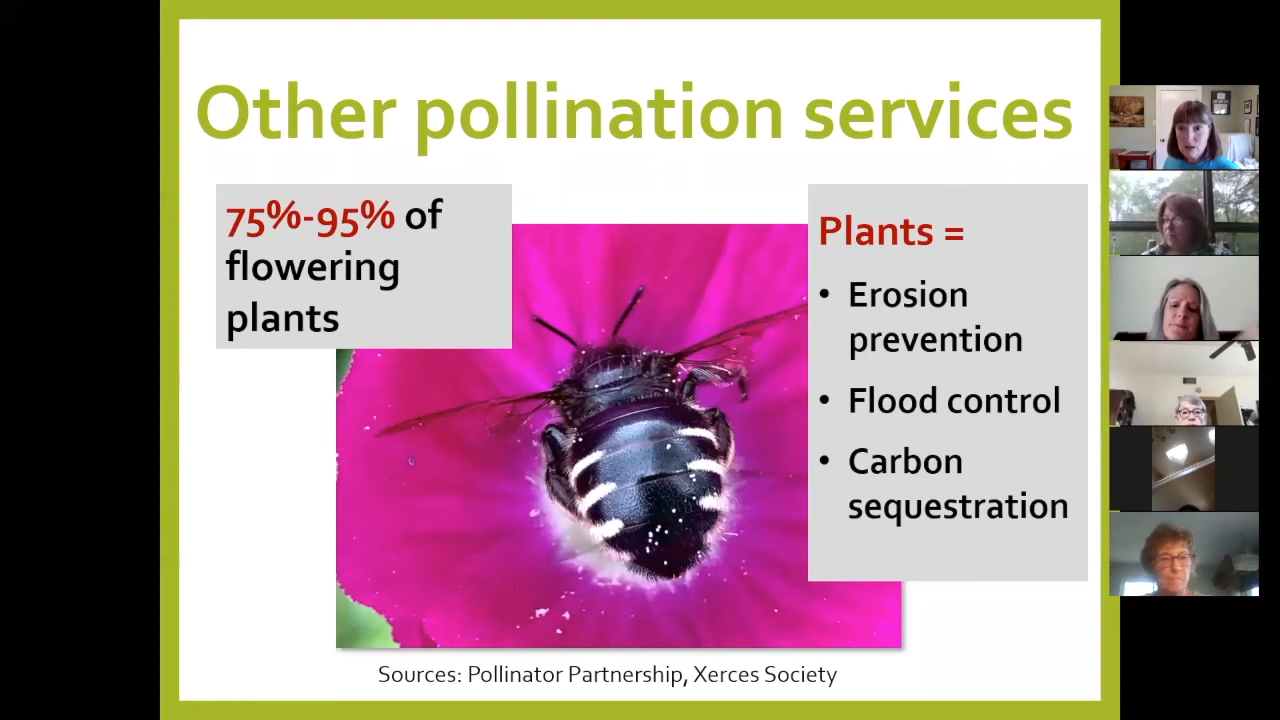 Other pollination services
75%-95% of
flowering
plants
Plants =
• Erosion
prevention
• Flood control
• Carbon
sequestration
Sources: Pollinator Partnership, Xerces Society